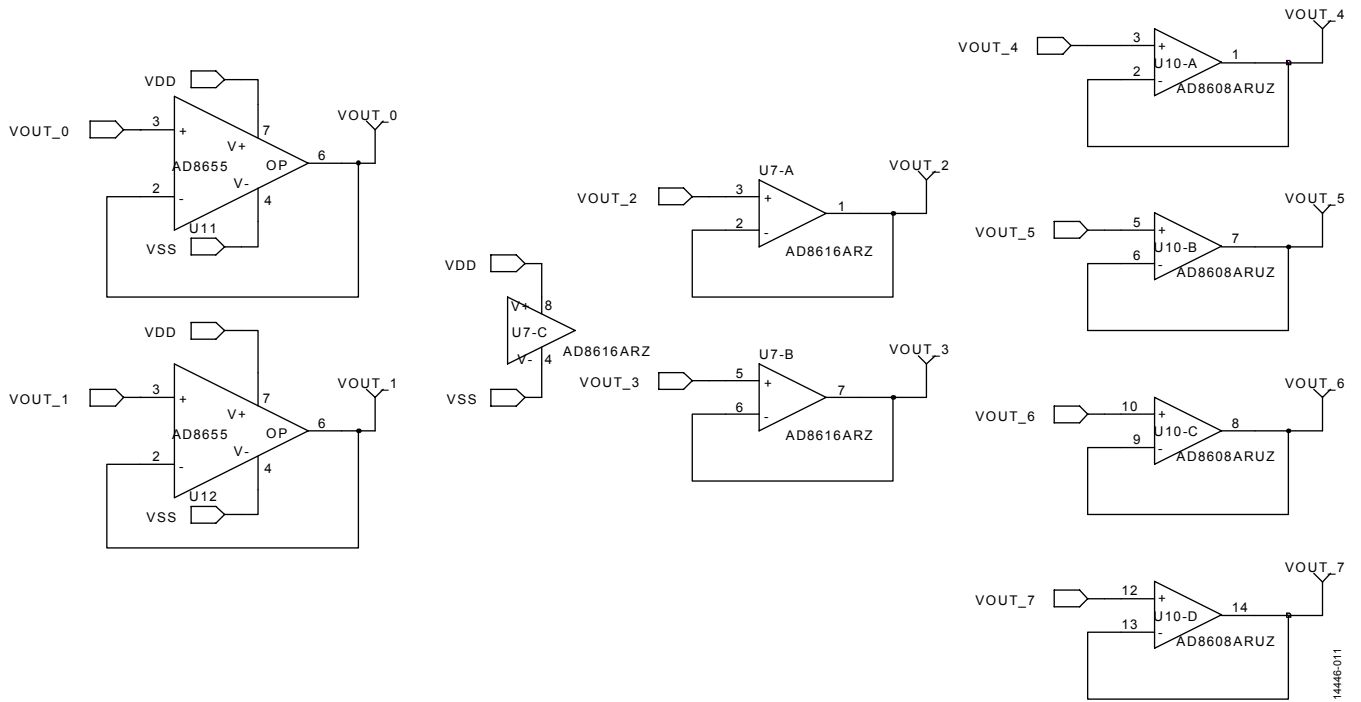 VDD
VOUT_0
3
+
7
V+
AD8655
OP
6
VOUT_0
V-
2
-
4
U11
VSS
VDD
VOUT_1
3
+
7
V+
AD8655
OP
6
VOUT_1
V-
2
-
4
U12
VSS
VDD
8
V+
U7-C
AD8616ARZ
V-
4
VSS
U7-A
VOUT_2
3
+
1
VOUT_2
2
-
AD8616ARZ
U7-B
VOUT_3
5
+
7
VOUT_3
6
-
AD8616ARZ
VOUT_4
VOUT_4
3
+
1
U10-A
2
-
AD8608ARUZ
VOUT_5
VOUT_5
5
+
7
U10-B
6
-
AD8608ARUZ
VOUT_6
VOUT_6
10
+
8
U10-C
9
-
AD8608ARUZ
VOUT_7
VOUT_7
12
+
14
U10-D
13
-
AD8608ARUZ
14446-011